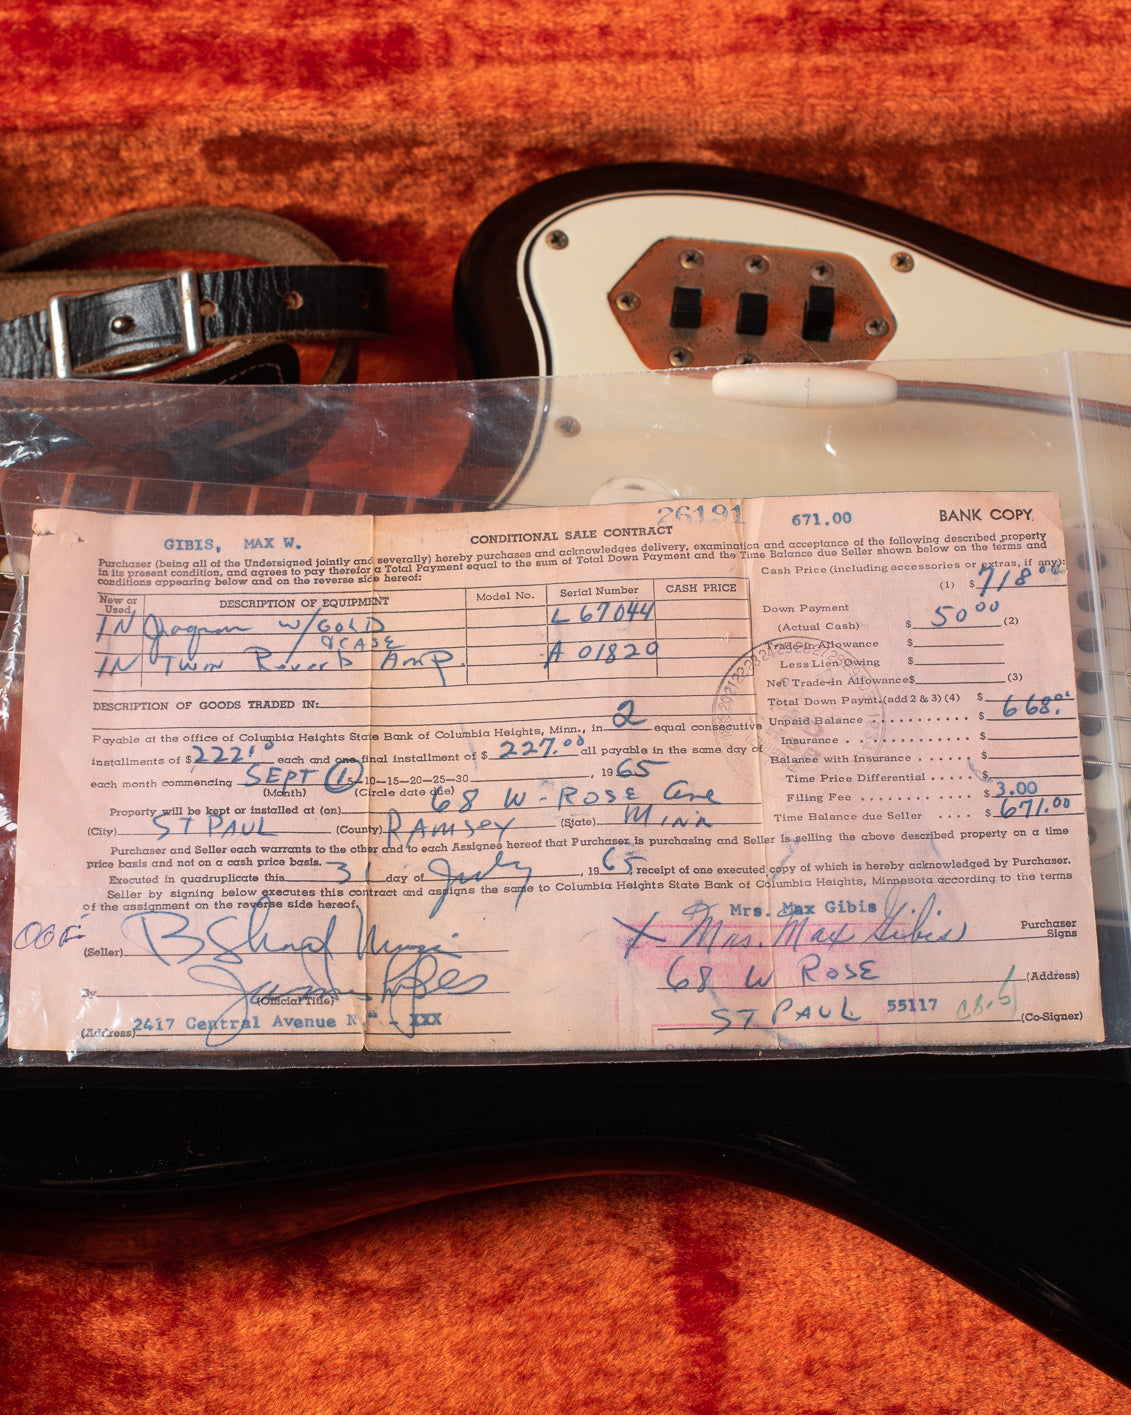 26191
671.00
BANK COPY
GIBIS, MAX W.
CONDITIONAL SALE CONTRACT
Purchaser (being all of the Undersigned jointly and severally) hereby purchases and acknowledges delivery, examination and acceptance of the following described property
in its present condition, and agrees to pay therefor a Total Payment equal to the sum of Total Down Payment and the Time Balance due Seller shown below on the terms and
conditions appearing below and on the reverse side hereof:
New or Used
DESCRIPTION OF EQUIPMENT
Model No.
Serial Number
CASH PRICE
1N w/GOLD L 67044
CASE
1N TWIN Reverb Amp. A 01820
DESCRIPTION OF GOODS TRADED IN:
Cash Price (including accessories or extras, if any):
(1) $ 718.00
Down Payment
(Actual Cash) $ 50.00 (2)
Trade-in Allowance $
Less Lien Owing $
Net Trade-in Allowance $ (3)
Total Down Paymt. (add 2 & 3) (4) $
Unpaid Balance $ 668.00
Insurance $
Balance with Insurance $
Time Price Differential $
Filing Fee $ 3.00
Time Balance due Seller $ 671.00
Payable at the office of Columbia Heights State Bank of Columbia Heights, Minn., in 2 equal consecutive
installments of $ 222.00 each and one final installment of $ 227.00 all payable in the same day of
each month commencing SEPT 1-5-10-15-20-25-30, 1965
(Month) (Circle date due)
Property will be kept or installed at (on) 68 W-ROSE Ave
(City) ST PAUL (County) RAMSEY (State) MINN
Purchaser and Seller each warrants to the other and to each Assignee hereof that Purchaser is purchasing and Seller is selling the above described property on a time
price basis and not on a cash price basis.
Executed in quadruplicate this 31 day of July, 1965, receipt of one executed copy of which is hereby acknowledged by Purchaser.
Seller by signing below executes this contract and assigns the same to Columbia Heights State Bank of Columbia Heights, Minnesota according to the terms
of the assignment on the reverse side hereof.
Mrs. Max Gibis
(Seller)
X Mrs. Max Gibis
Purchaser Signs
By
(Official Title)
68 W ROSE (Address)
(Address) 2417 Central Avenue N - XXX
ST PAUL 55117 (Co-Signer)